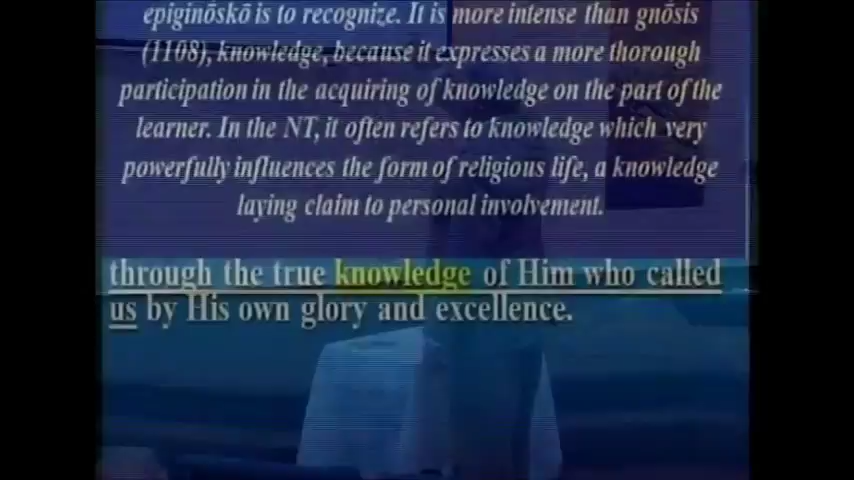 epiginōskō is to recognize. It is more intense than gnōsis
(1108), knowledge, because it expresses a more thorough
participation in the acquiring of knowledge on the part of the
learner. In the NT, it often refers to knowledge which very
powerfully influences the form of religious life, a knowledge
laying claim to personal involvement.
through the true knowledge of Him who called
us by His own glory and excellence.